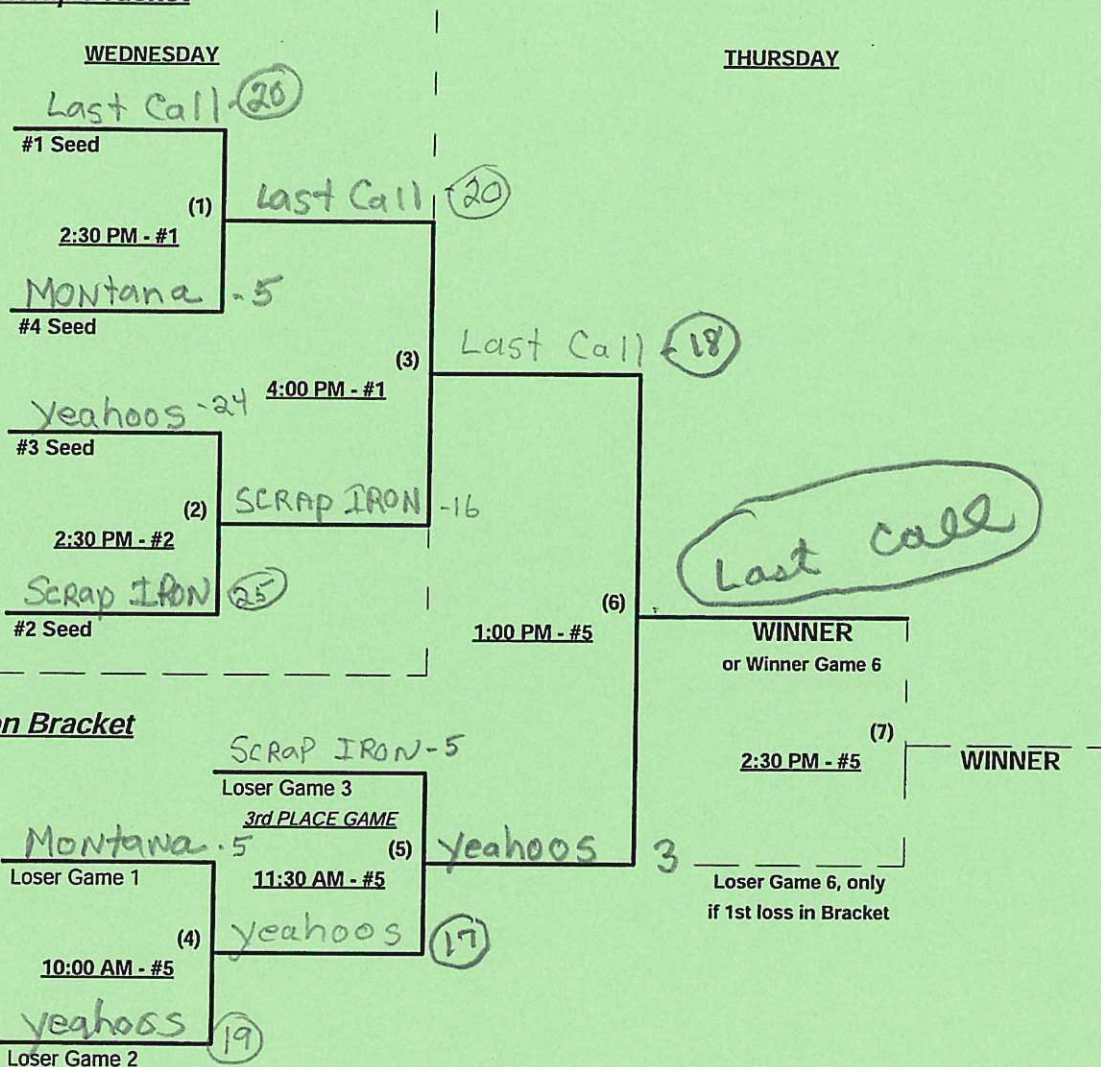 WEDNESDAY
THURSDAY
Last Call - 20
#1 Seed
(1)
2:30 PM - #1
Last Call - 20
Montana - 5
#4 Seed
(3)
4:00 PM - #1
Last Call - 18
yeahoos - 24
#3 Seed
(2)
2:30 PM - #2
SCRAP IRON - 16
Scrap IRON 25
#2 Seed
(6)
1:00 PM - #5
Last Call
WINNER
or Winner Game 6
on Bracket
SCRAP IRON - 5
Loser Game 3
3rd PLACE GAME
(5)
11:30 AM - #5
yeahoos 3
(7)
2:30 PM - #5
WINNER
Loser Game 6, only
if 1st loss in Bracket
Montana - 5
Loser Game 1
(4)
10:00 AM - #5
yeahoos 17
yeahoos 19
Loser Game 2